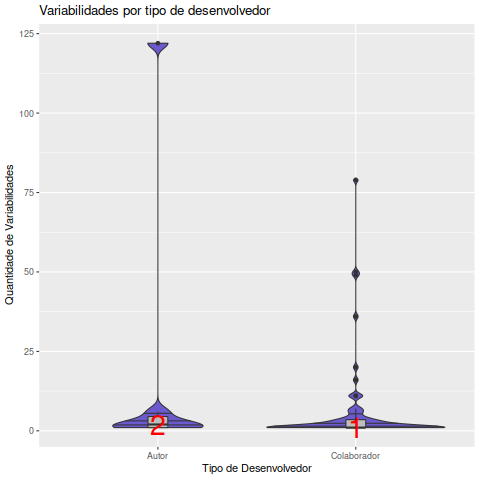 Variabilidades por tipo de desenvolvedor
Quantidade de Variabilidades
125
100
75
50
25
0
2
1
Autor
Colaborador
Tipo de Desenvolvedor